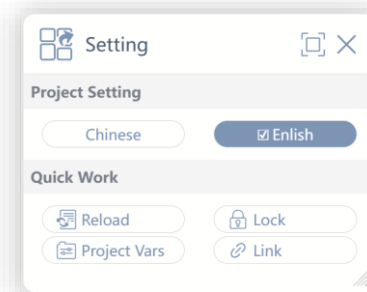 Setting
Project Setting
Chinese
Enlish
Quick Work
Reload
Lock
Project Vars
Link